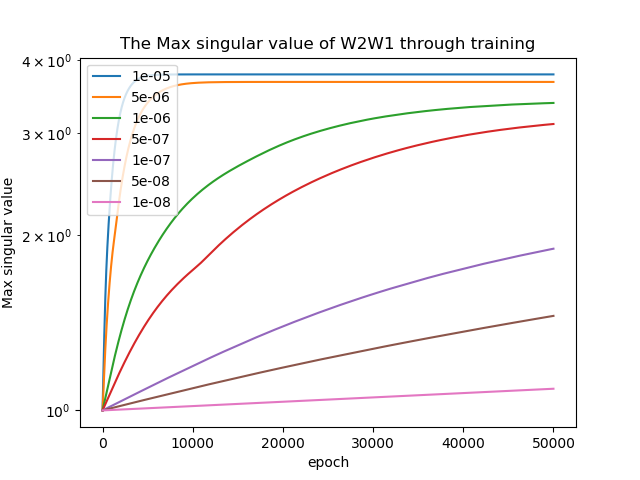 The Max singular value of W2W1 through training
Max singular value
4 × 10⁰
3 × 10⁰
2 × 10⁰
10⁰
1e-05
5e-06
1e-06
5e-07
1e-07
5e-08
1e-08
0 10000 20000 30000 40000 50000
epoch